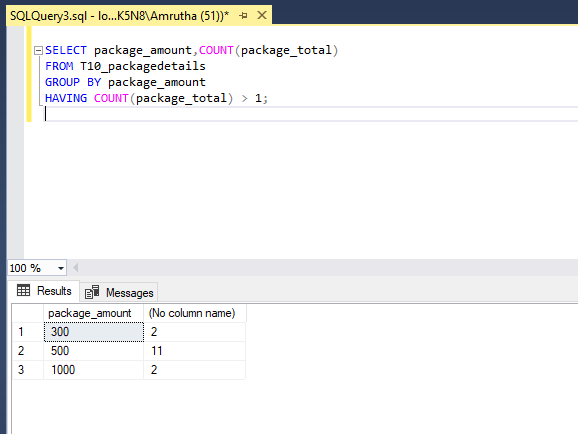 SQLQuery3.sql - lo...K5N8\Amrutha (51))*
SELECT package_amount,COUNT(package_total)
FROM T10_packagedetails
GROUP BY package_amount
HAVING COUNT(package_total) > 1;
100 %
Results Messages
package_amount (No column name)
1 300 2
2 500 11
3 1000 2